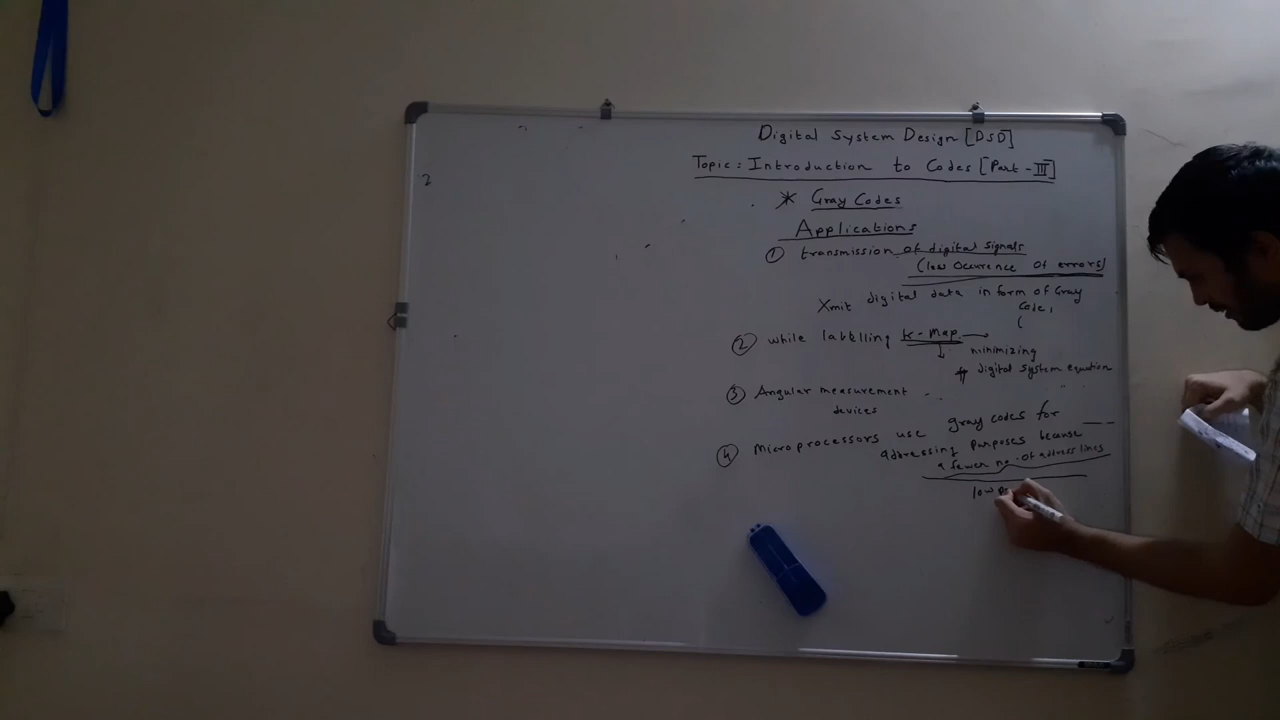 Digital System Design [DSD]
Topic: Introduction to Codes [Part - III]
* Gray Codes
Applications
① transmission of digital signals
(low Ocurrence of errors)
Xmit digital data in form of Gray
Code,
(
② while labelling K-Map →
↓ minimizing
digital system equation
③ Angular measurement
devices
④ Microprocessors use gray codes for
addressing purposes because
a fewer no. of address lines
low
2